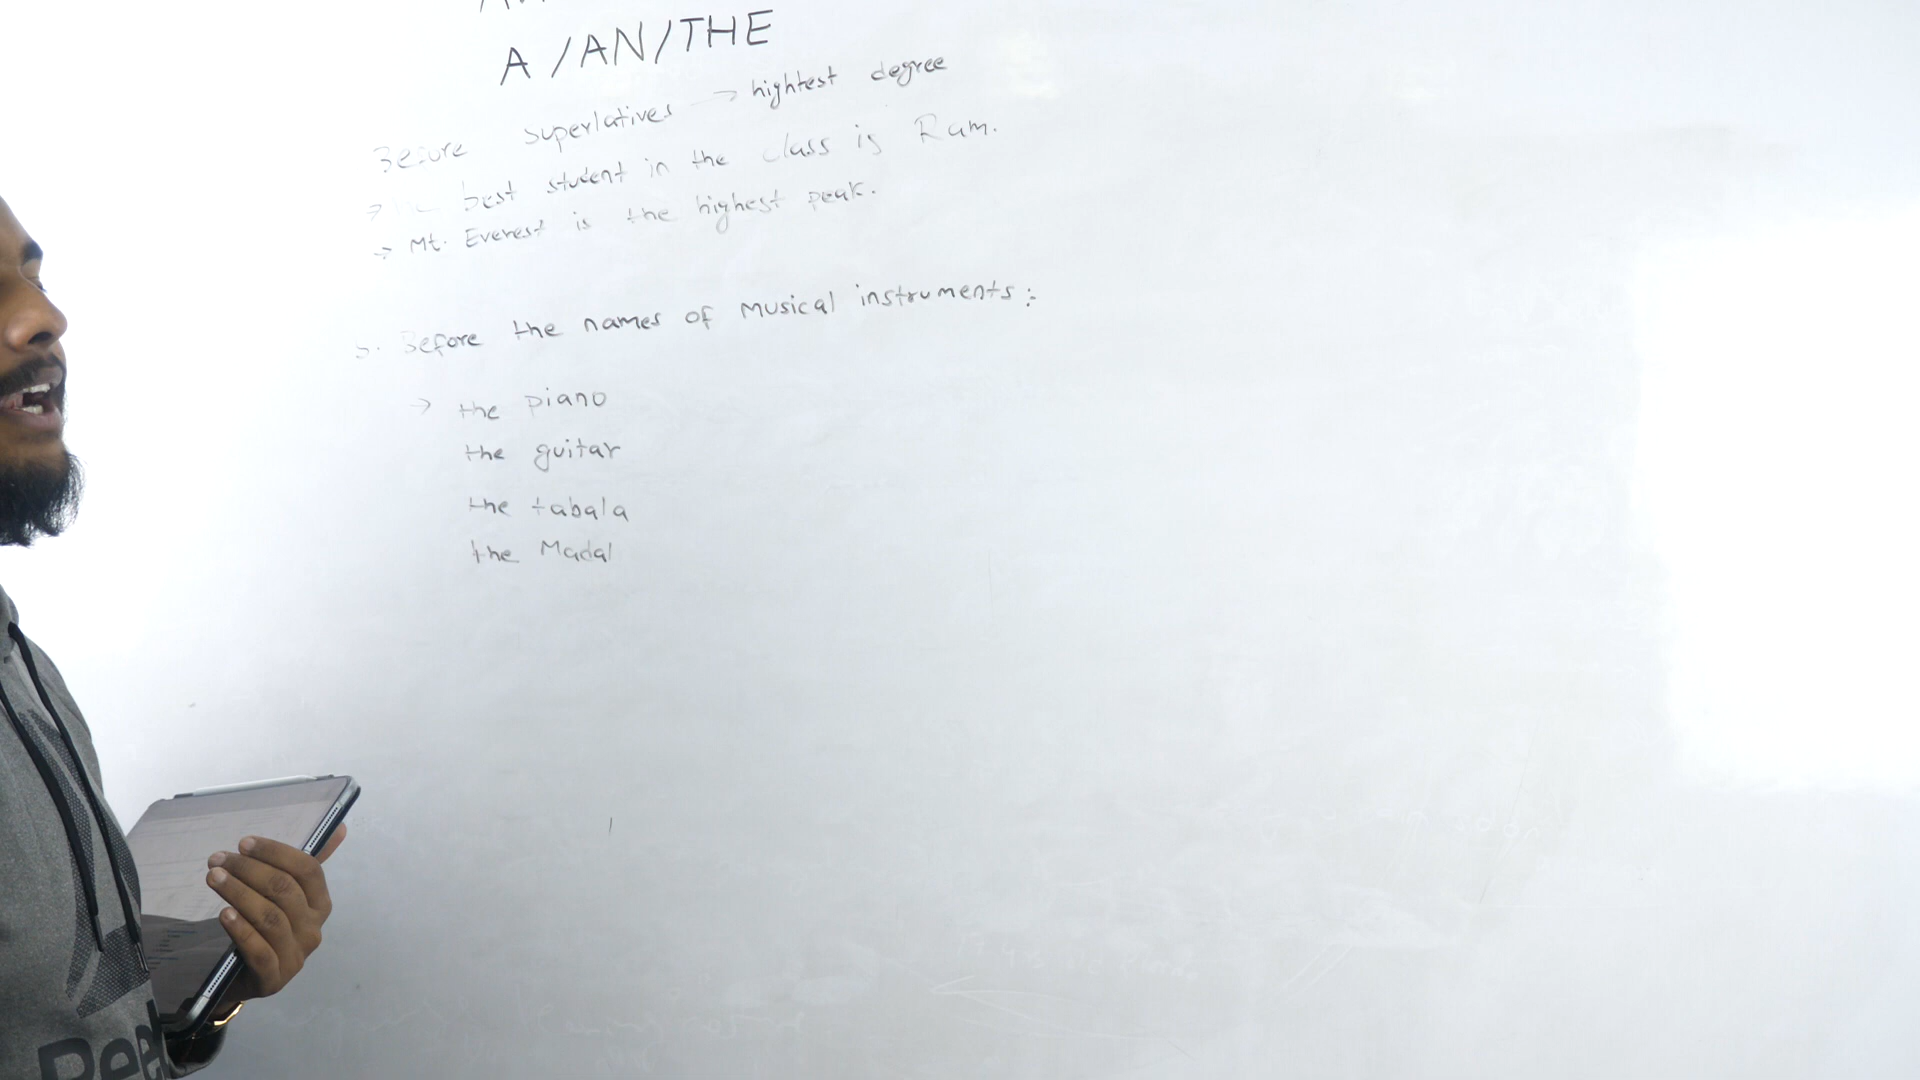 A/AN/THE
Before superlatives → hightest degree
→ best student in the class is Ram.
→ Mt. Everest is the highest peak.
5. Before the names of Musical instruments:
→ the piano
the guitar
the tabala
the Madal
Ree